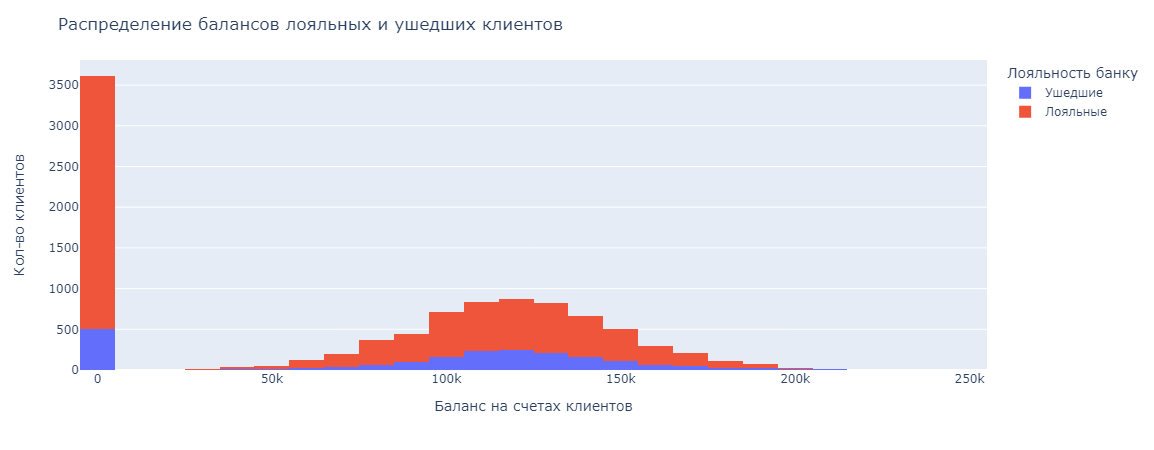 Распределение балансов лояльных и ушедших клиентов
Лояльность банку
Ушедшие
Лояльные
Кол-во клиентов
3500
3000
2500
2000
1500
1000
500
0
0
50k
100k
150k
200k
250k
Баланс на счетах клиентов